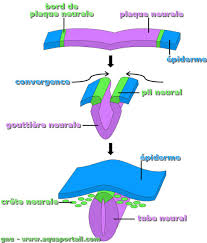 bord de
plaque neurale
plaque neurale
épiderme
convergence
pli neural
gouttière neurale
épiderme
crête neurale
tube neural
gnu - www.aquaportail.com